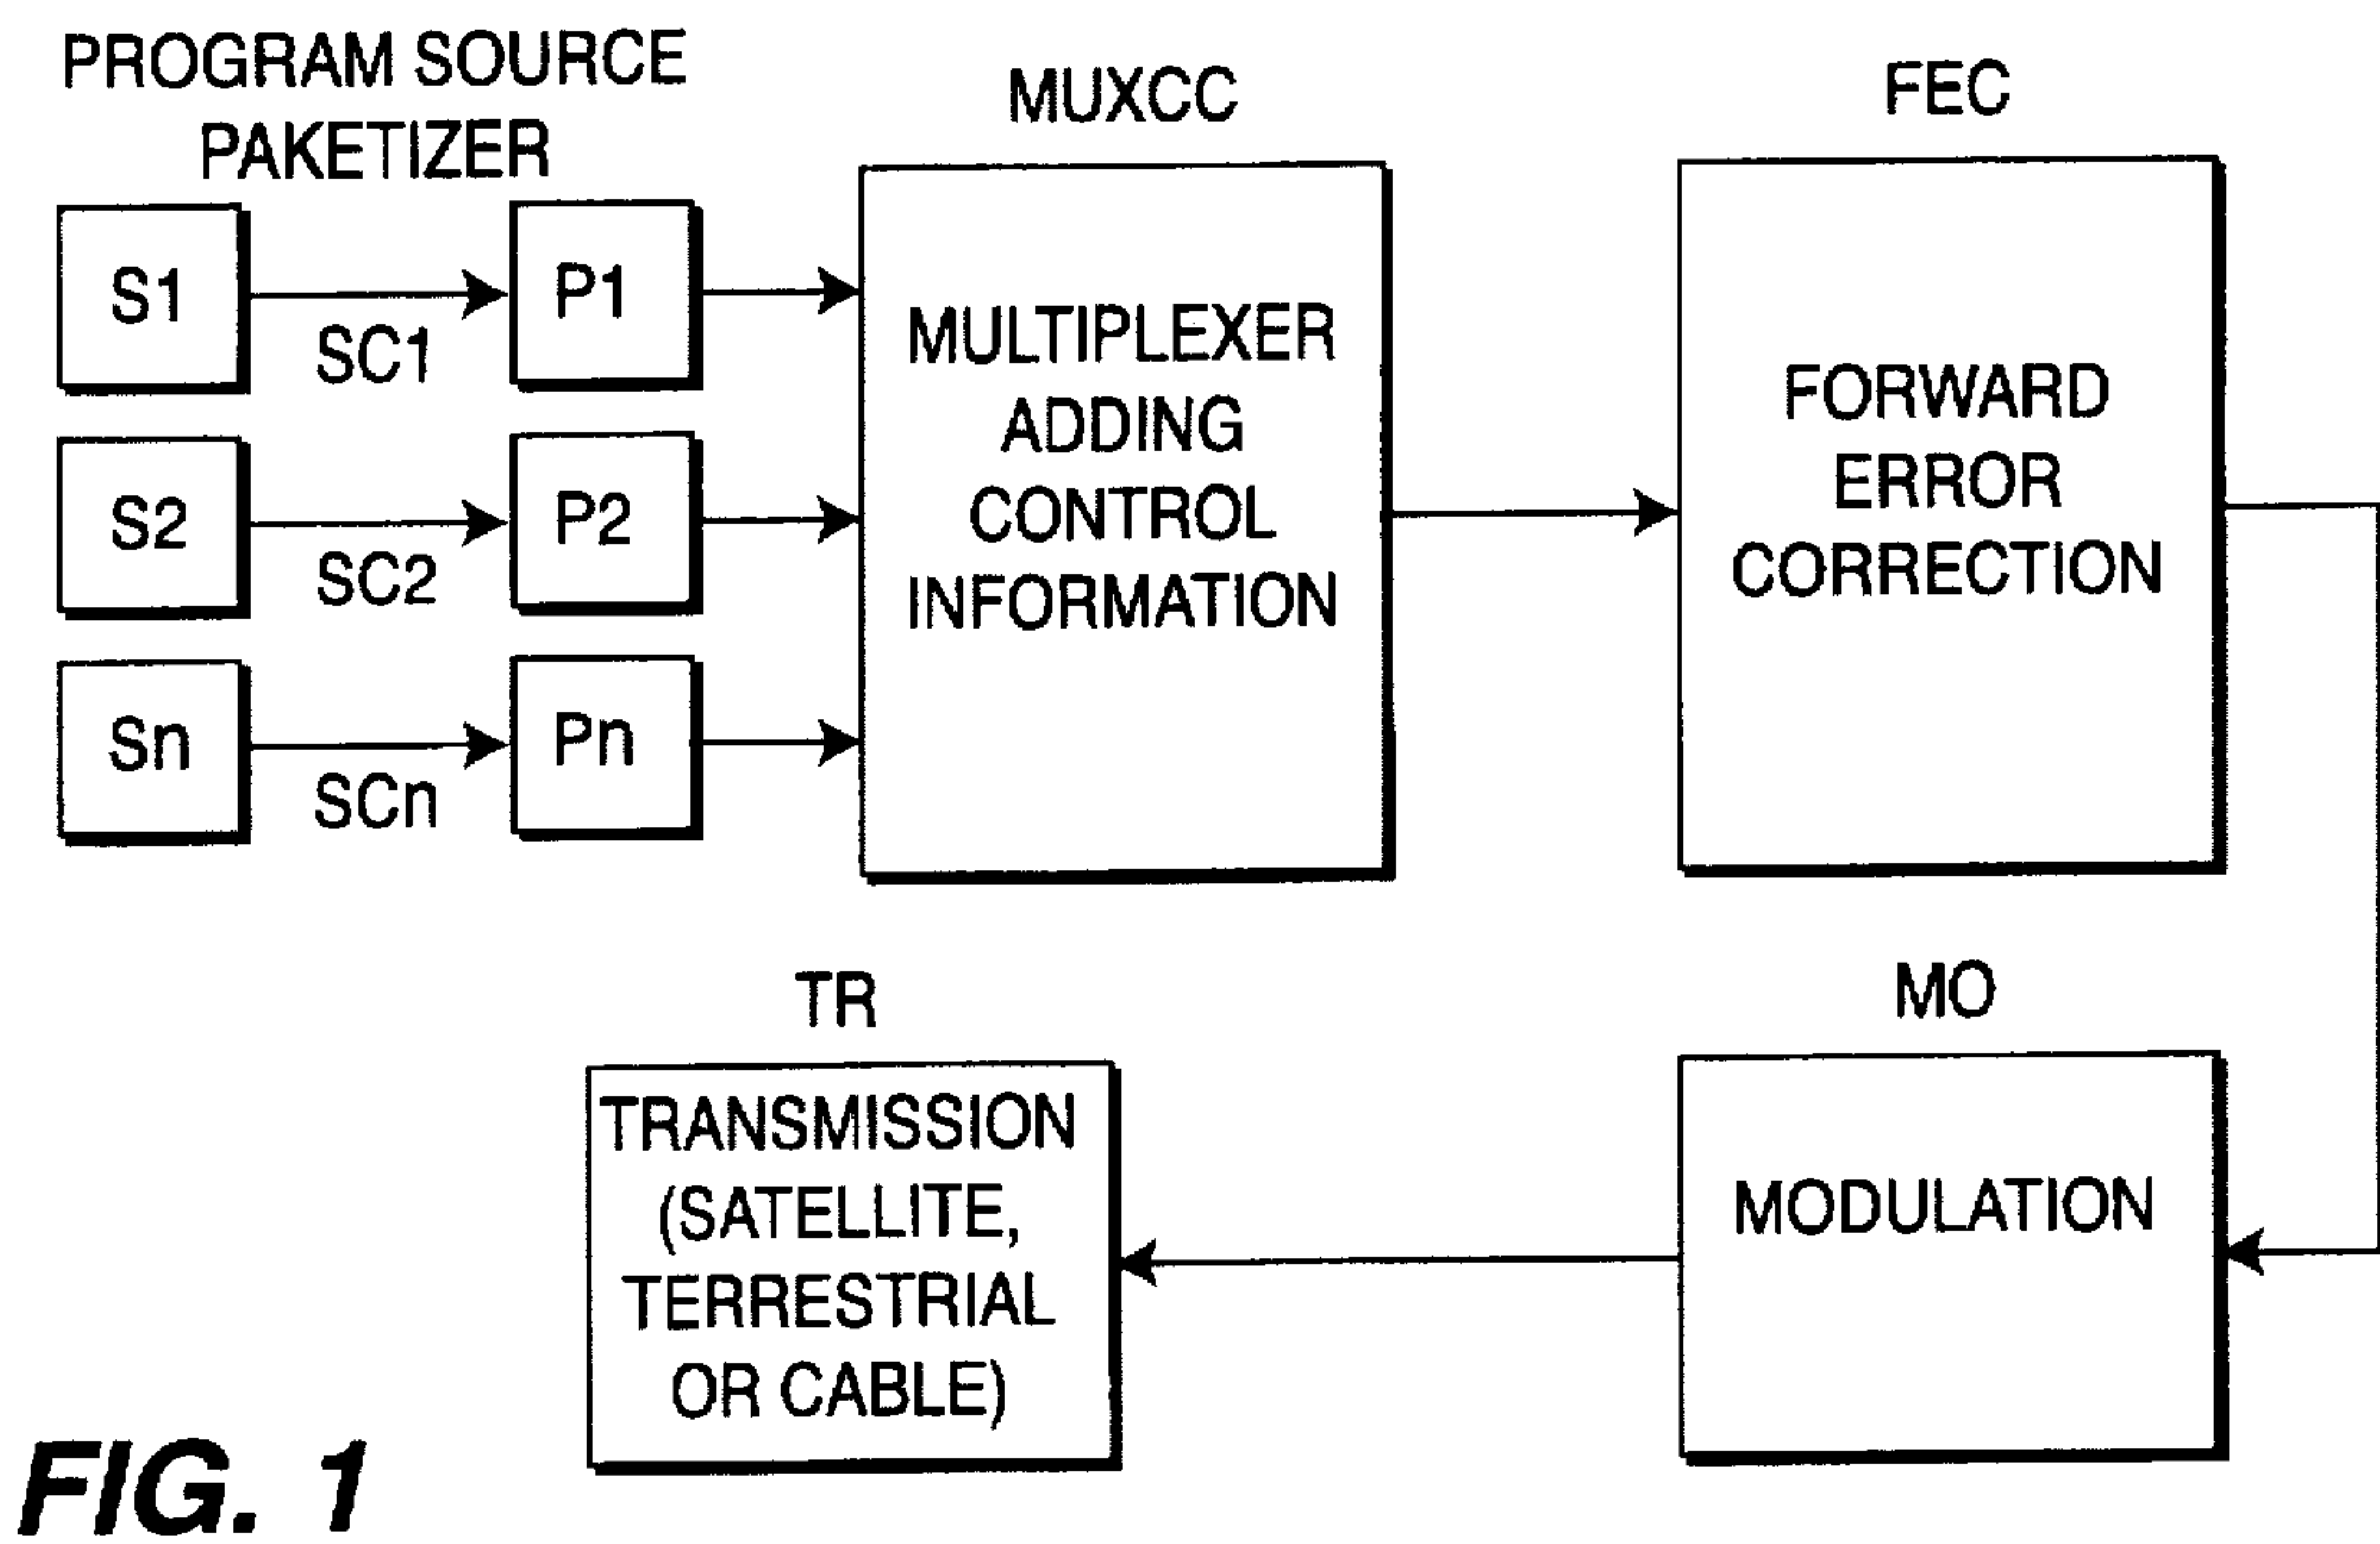 PROGRAM SOURCE
PAKETIZER
MUXCC
FEC
S1
SC1
P1
S2
SC2
P2
Sn
SCn
Pn
MULTIPLEXER
ADDING
CONTROL
INFORMATION
FORWARD
ERROR
CORRECTION
TR
MO
TRANSMISSION
(SATELLITE,
TERRESTRIAL
OR CABLE)
MODULATION
FIG. 1